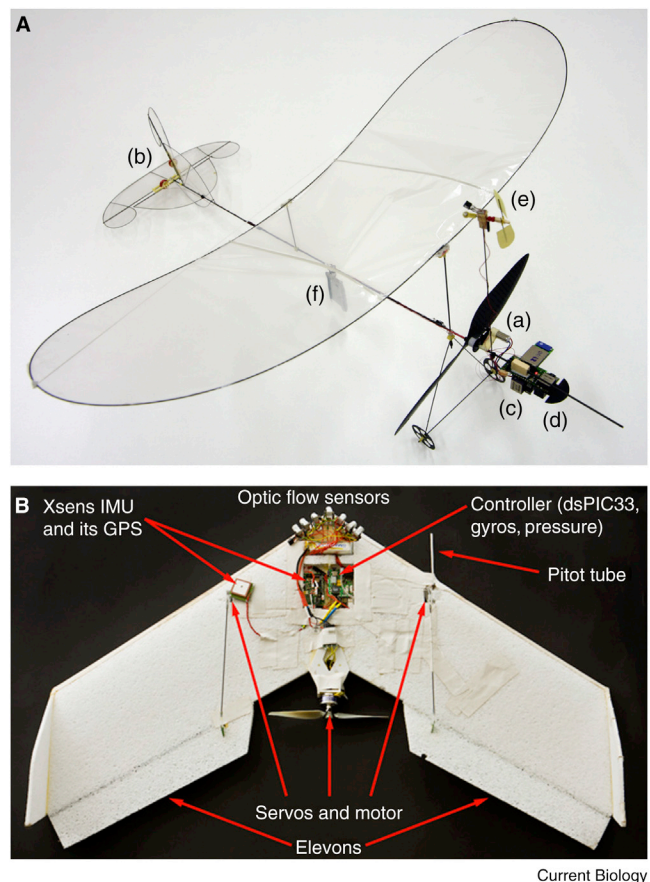 A
(b)
(e)
(f)
(a)
(c)
(d)
B
Xsens IMU
and its GPS
Optic flow sensors
Controller (dsPIC33,
gyros, pressure)
Pitot tube
Servos and motor
Elevons
Current Biology